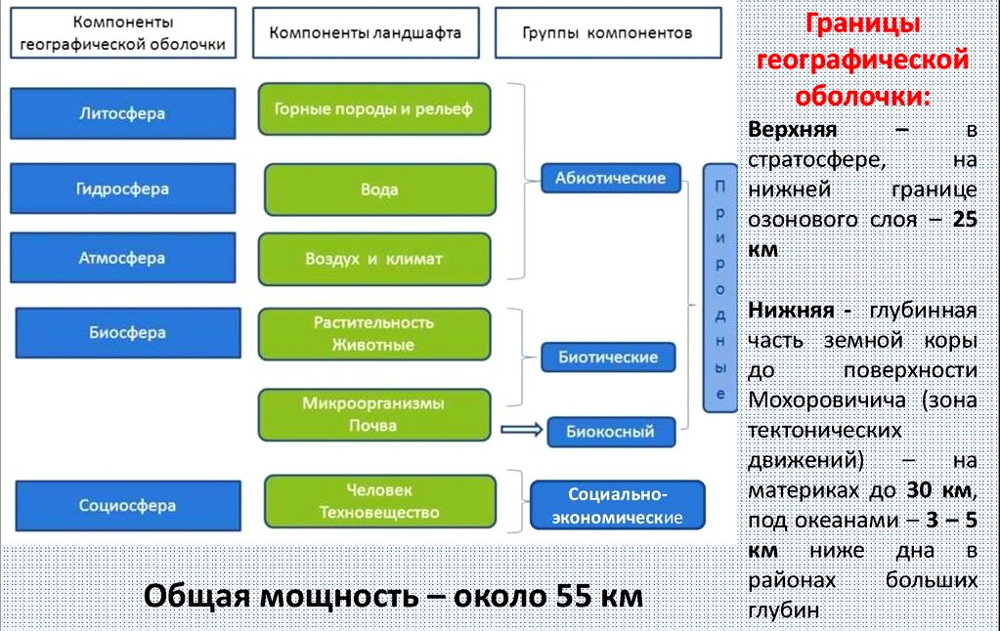 Компоненты
географической оболочки
Компоненты ландшафта
Группы компонентов
Литосфера
Горные породы и рельеф
Гидросфера
Вода
Абиотические
Атмосфера
Воздух и климат
Биосфера
Растительность
Животные
Биотические
Микроорганизмы
Почва
Биокосный
Природные
Социосфера
Человек
Техновещество
Социально-
экономические
Общая мощность – около 55 км
Границы
географической
оболочки:
Верхняя – в
стратосфере, на
нижней границе
озонового слоя – 25
км
Нижняя - глубинная
часть земной коры
до поверхности
Мохоровичича (зона
тектонических
движений) – на
материках до 30 км,
под океанами – 3 – 5
км ниже дна в
районах больших
глубин